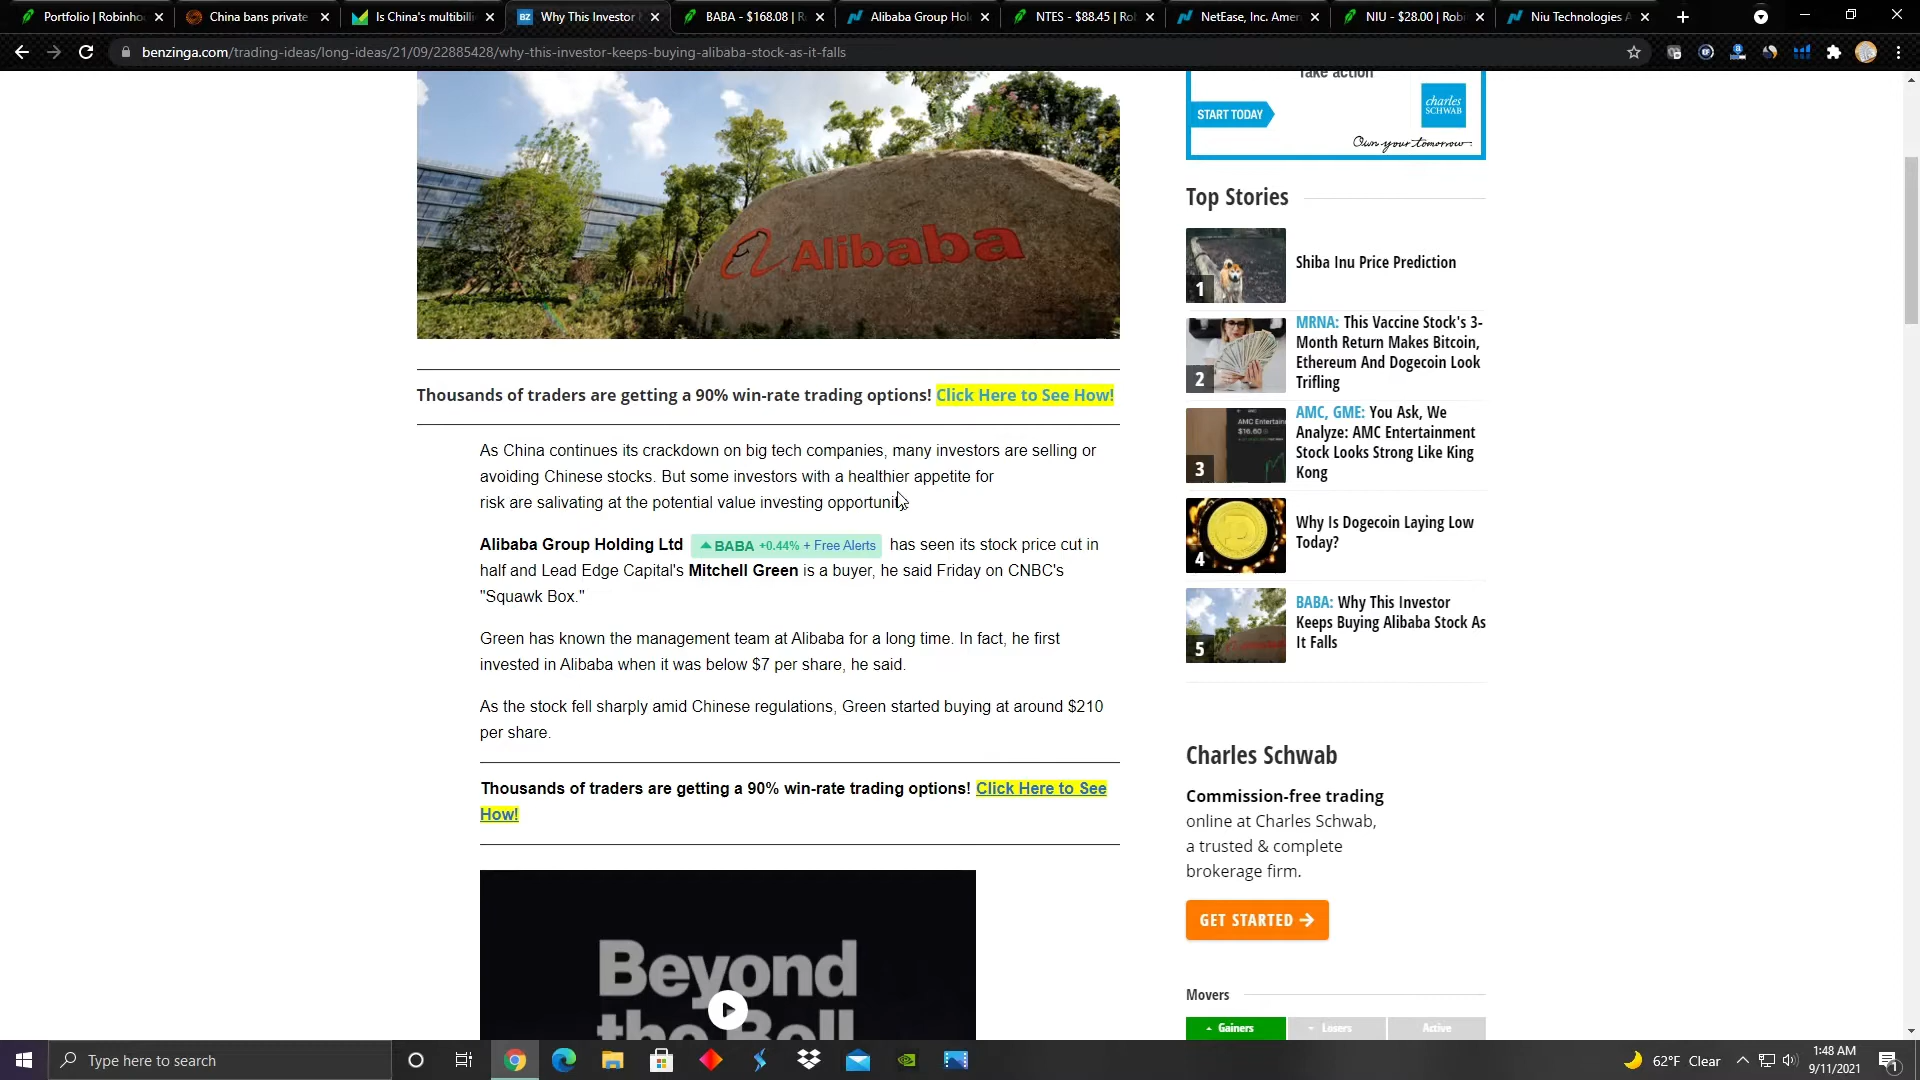 Portfolio | Robinho
China bans private
Is China's multibilli
Why This Investor
BABA - $168.08 | R
Alibaba Group Hol
NTES - $88.45 | Ro
NetEase, Inc. Amer
NIU - $28.00 | Robi
Niu Technologies A
benzinga.com/trading-ideas/long-ideas/21/09/22885428/why-this-investor-keeps-buying-alibaba-stock-as-it-falls
Alibaba
Thousands of traders are getting a 90% win-rate trading options! Click Here to See How!
As China continues its crackdown on big tech companies, many investors are selling or
avoiding Chinese stocks. But some investors with a healthier appetite for
risk are salivating at the potential value investing opportunity.
Alibaba Group Holding Ltd BABA +0.44% + Free Alerts has seen its stock price cut in
half and Lead Edge Capital's Mitchell Green is a buyer, he said Friday on CNBC's
"Squawk Box."
Green has known the management team at Alibaba for a long time. In fact, he first
invested in Alibaba when it was below $7 per share, he said.
As the stock fell sharply amid Chinese regulations, Green started buying at around $210
per share.
Thousands of traders are getting a 90% win-rate trading options! Click Here to See
How!
Beyond
the Bell
Take action
START TODAY
charles
SCHWAB
Own your tomorrow
Top Stories
1
Shiba Inu Price Prediction
2
MRNA: This Vaccine Stock's 3-
Month Return Makes Bitcoin,
Ethereum And Dogecoin Look
Trifling
3
AMC, GME: You Ask, We
Analyze: AMC Entertainment
Stock Looks Strong Like King
Kong
4
Why Is Dogecoin Laying Low
Today?
5
BABA: Why This Investor
Keeps Buying Alibaba Stock As
It Falls
Charles Schwab
Commission-free trading
online at Charles Schwab,
a trusted & complete
brokerage firm.
GET STARTED →
Movers
Gainers
Losers
Active
Type here to search
62°F Clear
1:48 AM
9/11/2021